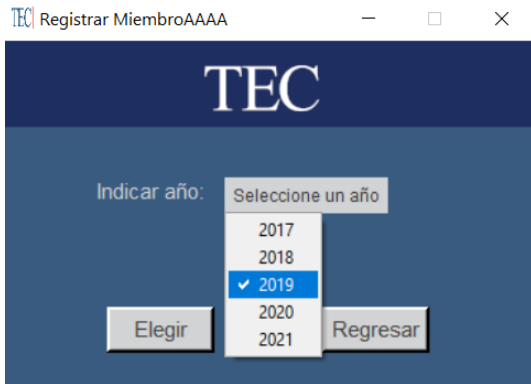 TEC Registrar MiembroAAAA
TEC
Indicar año:
Seleccione un año
2017
2018
2019
2020
2021
Elegir
Regresar